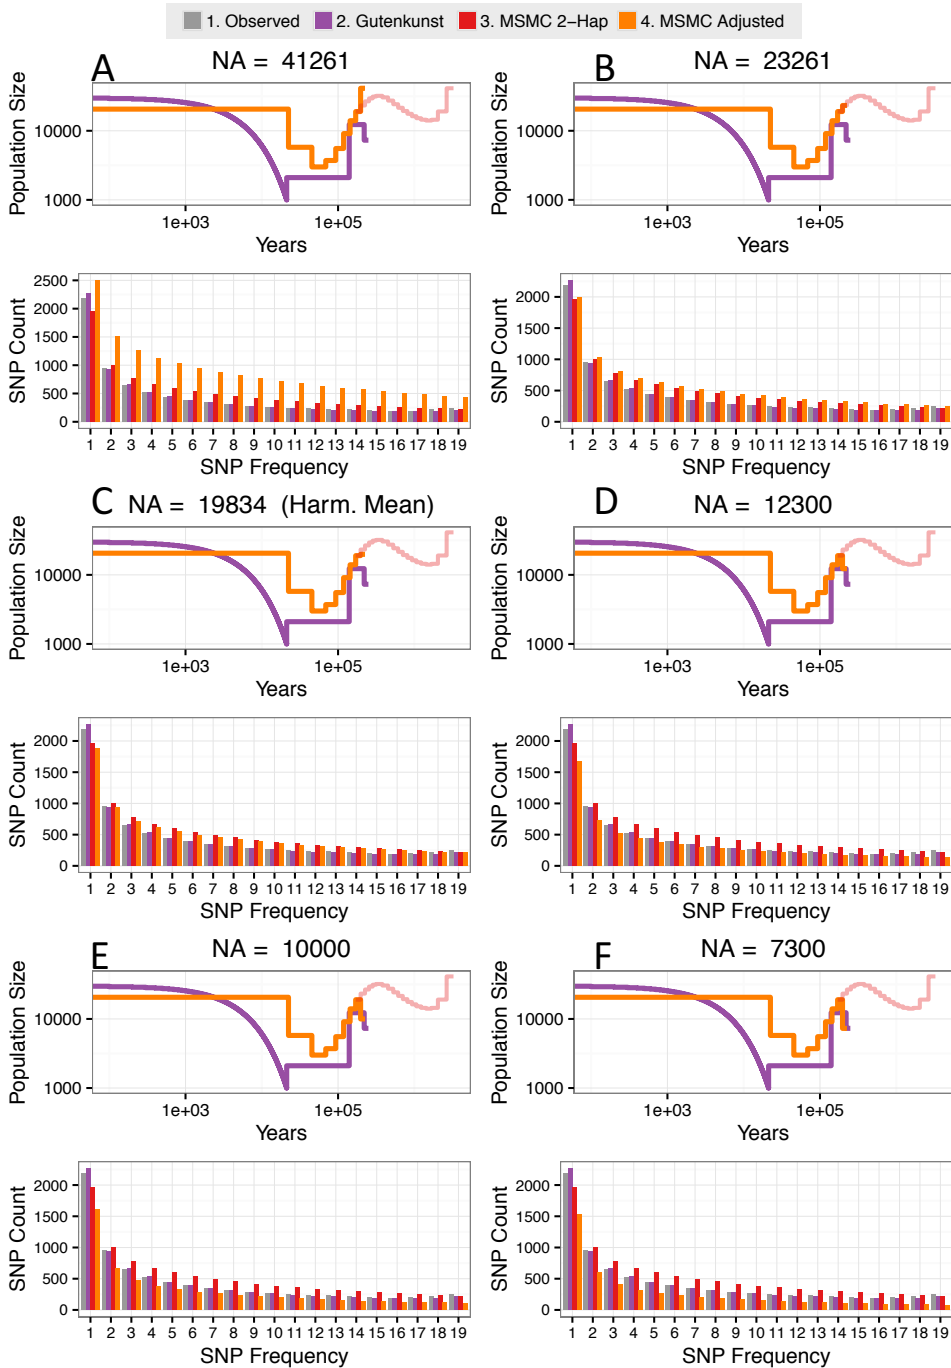 1. Observed 2. Gutenkunst 3. MSMC 2-Hap 4. MSMC Adjusted
A NA = 41261
Population Size
10000
1000
1e+03 1e+05
Years
SNP Count
2500
2000
1500
1000
500
0
1 2 3 4 5 6 7 8 9 10 11 12 13 14 15 16 17 18 19
SNP Frequency
B NA = 23261
Population Size
10000
1000
1e+03 1e+05
Years
SNP Count
2000
1500
1000
500
0
1 2 3 4 5 6 7 8 9 10 11 12 13 14 15 16 17 18 19
SNP Frequency
C NA = 19834 (Harm. Mean)
Population Size
10000
1000
1e+03 1e+05
Years
SNP Count
2000
1500
1000
500
0
1 2 3 4 5 6 7 8 9 10 11 12 13 14 15 16 17 18 19
SNP Frequency
D NA = 12300
Population Size
10000
1000
1e+03 1e+05
Years
SNP Count
2000
1500
1000
500
0
1 2 3 4 5 6 7 8 9 10 11 12 13 14 15 16 17 18 19
SNP Frequency
E NA = 10000
Population Size
10000
1000
1e+03 1e+05
Years
SNP Count
2000
1500
1000
500
0
1 2 3 4 5 6 7 8 9 10 11 12 13 14 15 16 17 18 19
SNP Frequency
F NA = 7300
Population Size
10000
1000
1e+03 1e+05
Years
SNP Count
2000
1500
1000
500
0
1 2 3 4 5 6 7 8 9 10 11 12 13 14 15 16 17 18 19
SNP Frequency